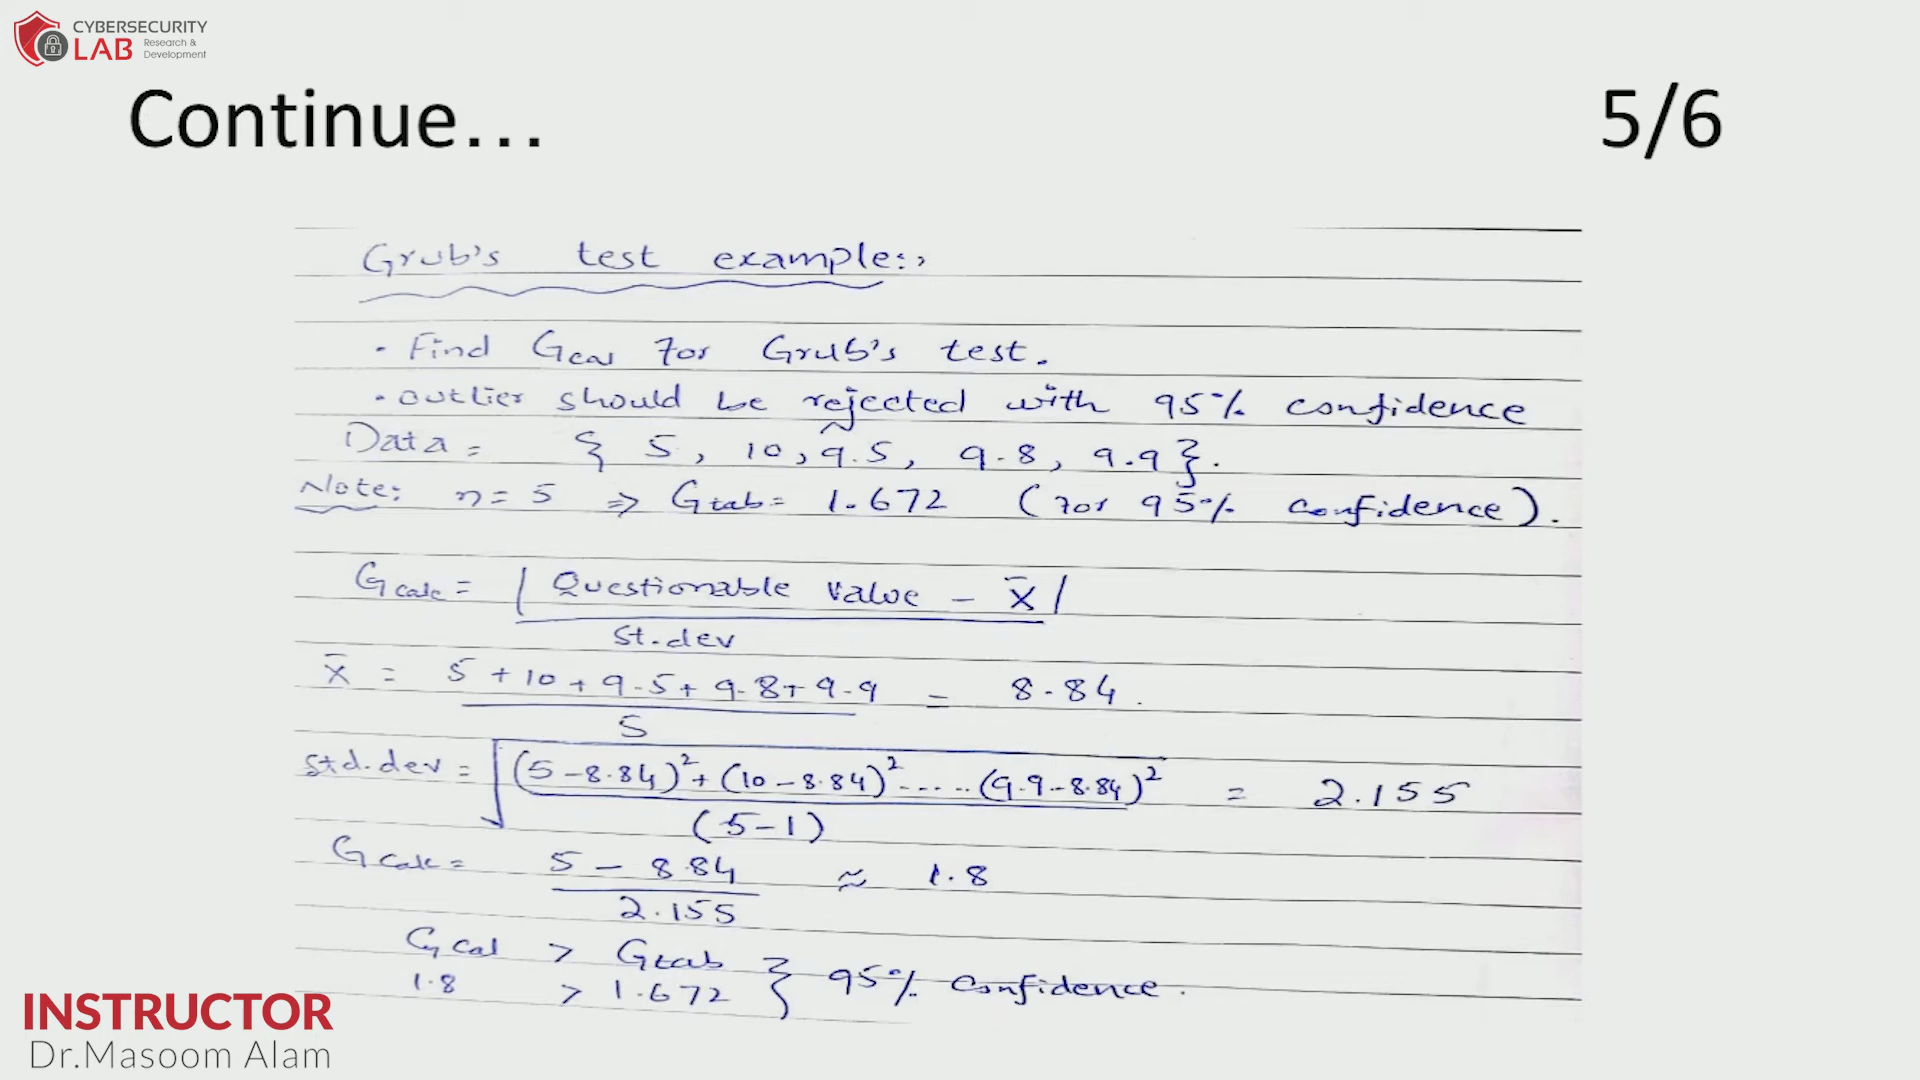 CYBERSECURITY
LAB Research &
Development
Continue... 5/6
Grub's test example:,
• Find Gcal for Grub's test.
• outlier should be rejected with 95% confidence
Data = { 5, 10, 9.5, 9.8, 9.9 }.
Note: n = 5 => Gtab = 1.672 (for 95% confidence).
Gcalc = | Questionable value - x̄ |
St.dev
x̄ = 5 + 10 + 9.5 + 9.8 + 9.9 = 8.84.
5
std.dev = √ (5-8.84)² + (10-8.84)² ..... (9.9-8.84)² = 2.155
(5-1)
Gcalc = 5 - 8.84 ≈ 1.8
2.155
Gcal > Gtab } 95% Confidence.
1.8 > 1.672
INSTRUCTOR
Dr.Masoom Alam